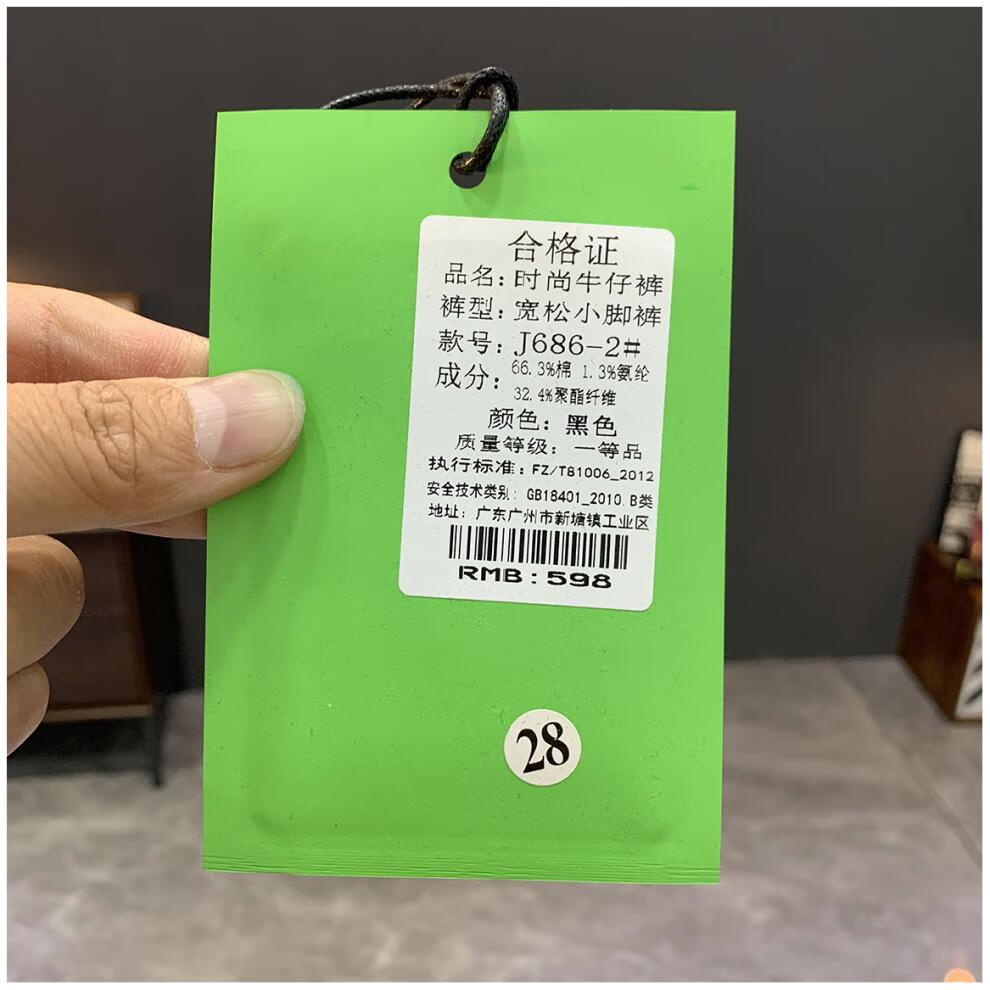 合格证
品名：时尚牛仔裤
裤型：宽松小脚裤
款号：J686-2#
成分：66.3%棉 1.3%氨纶
32.4%聚酯纤维
颜色：黑色
质量等级：一等品
执行标准：FZ/T81006_2012
安全技术类别：GB18401_2010.B类
地址：广东广州市新塘镇工业区
RMB:598
28